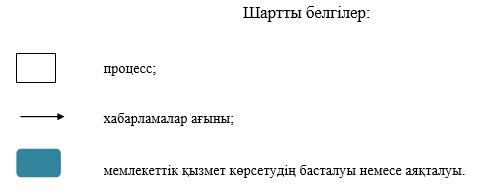 Шартты белгілер:
процесс;
хабарламалар ағыны;
мемлекеттік қызмет көрсетудің басталуы немесе аяқталуы.